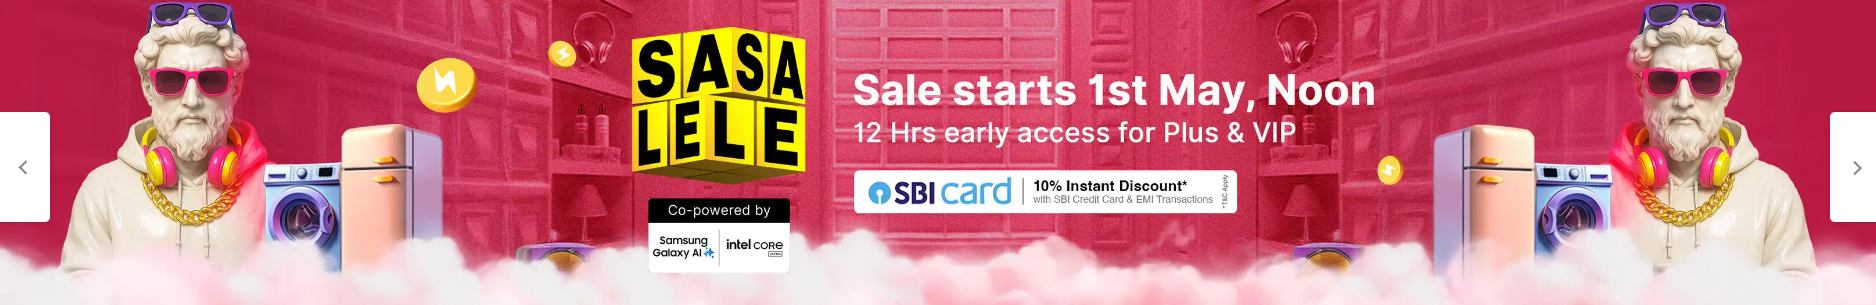 SASA
LELE
Co-powered by
Samsung
Galaxy AI
intel CORE
Sale starts 1st May, Noon
12 Hrs early access for Plus & VIP
SBI card
10% Instant Discount*
with SBI Credit Card & EMI Transactions
*T&C Apply